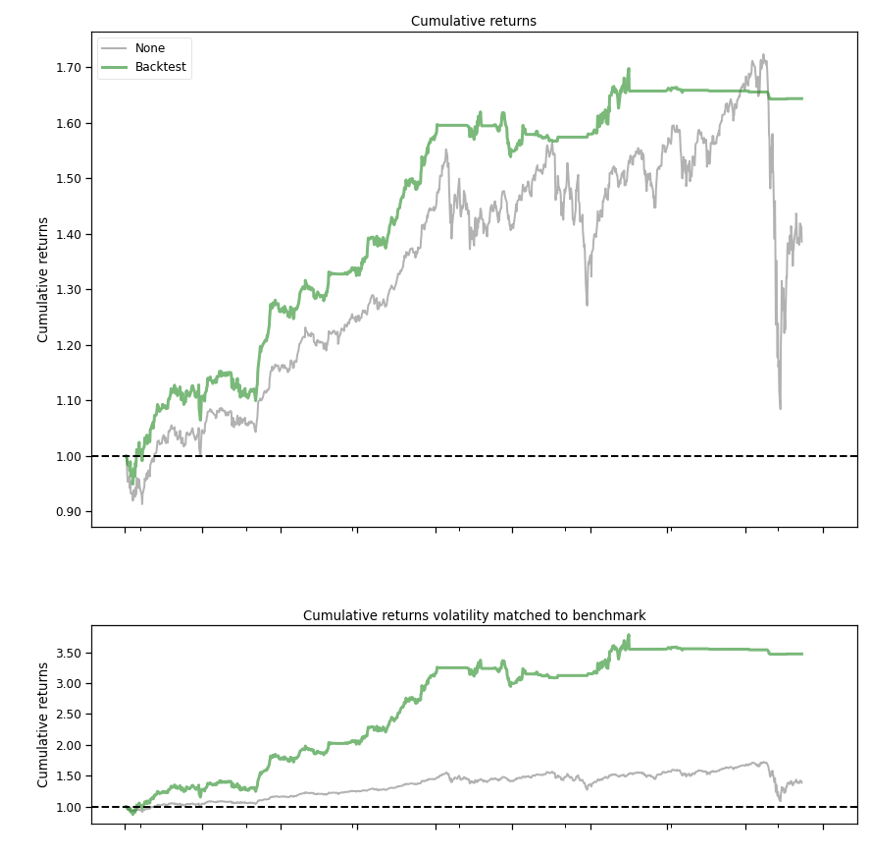 Cumulative returns
None
Backtest
Cumulative returns
1.70
1.60
1.50
1.40
1.30
1.20
1.10
1.00
0.90
Cumulative returns volatility matched to benchmark
Cumulative returns
3.50
3.00
2.50
2.00
1.50
1.00